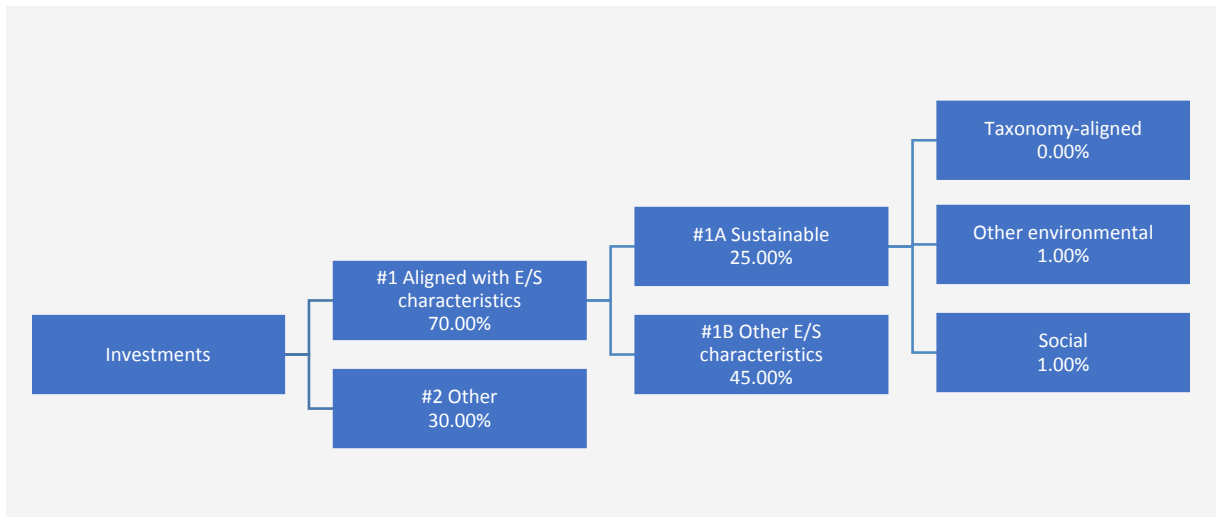 Investments
#1 Aligned with E/S
characteristics
70.00%
#2 Other
30.00%
#1A Sustainable
25.00%
#1B Other E/S
characteristics
45.00%
Taxonomy-aligned
0.00%
Other environmental
1.00%
Social
1.00%